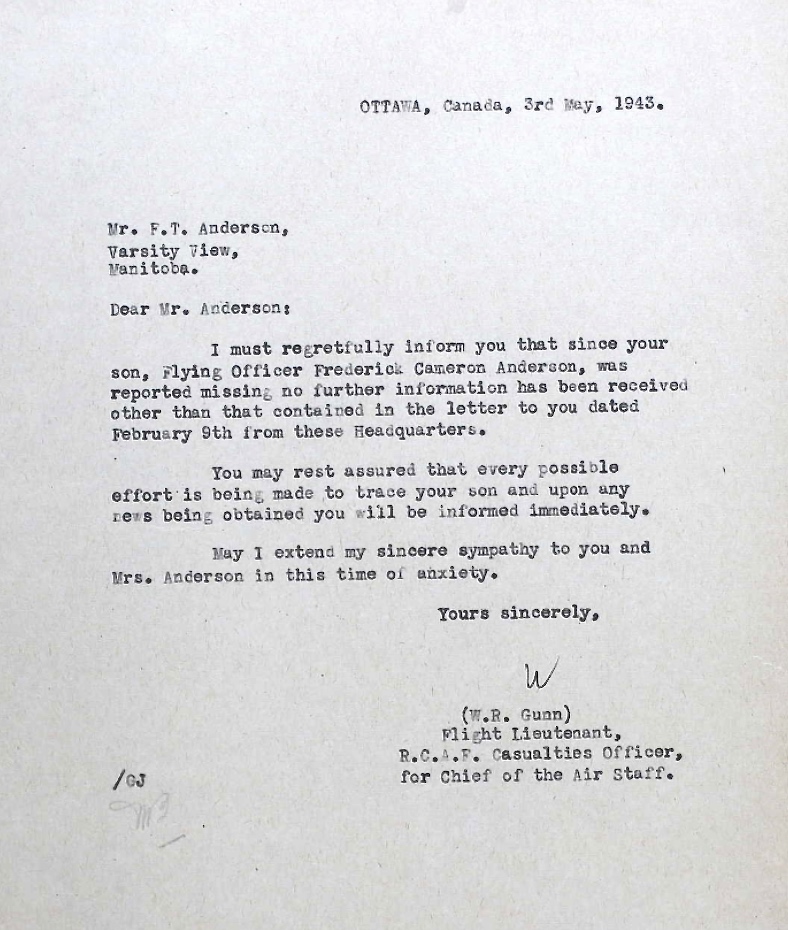 OTTAWA, Canada, 3rd May, 1943.
Mr. F.T. Anderson,
Varsity View,
Manitoba.
Dear Mr. Anderson:
I must regretfully inform you that since your
son, Flying Officer Frederick Cameron Anderson, was
reported missing no further information has been received
other than that contained in the letter to you dated
February 9th from these Headquarters.
You may rest assured that every possible
effort is being made to trace your son and upon any
news being obtained you will be informed immediately.
May I extend my sincere sympathy to you and
Mrs. Anderson in this time of anxiety.
Yours sincerely,
W
(W.R. Gunn)
Flight Lieutenant,
R.C.A.F. Casualties Officer,
for Chief of the Air Staff.
/GJ